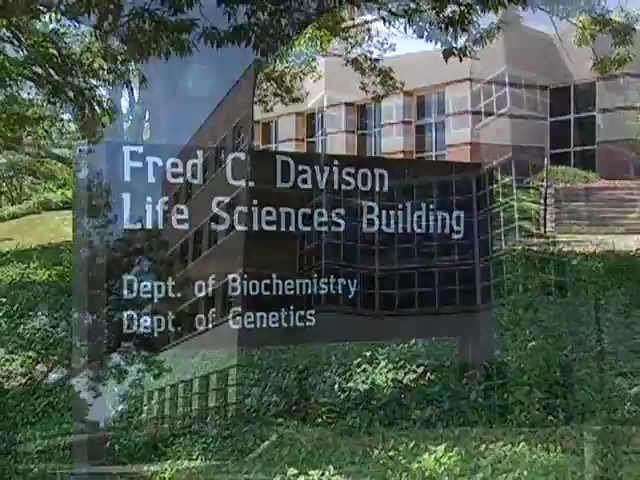 Fred C. Davison
Life Sciences Building
Dept. of Biochemistry
Dept. of Genetics